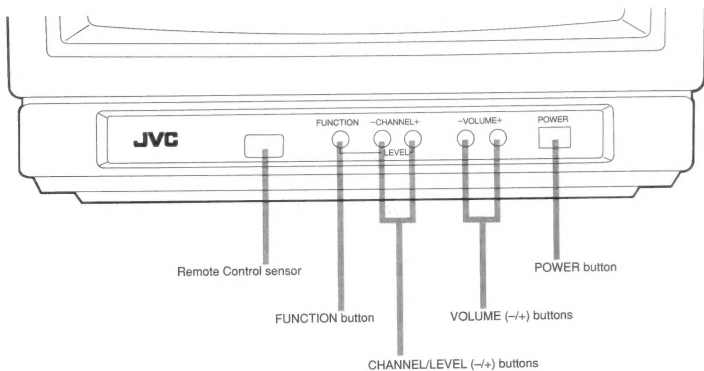 JVC
FUNCTION
–CHANNEL+
LEVEL
–VOLUME+
POWER
Remote Control sensor
POWER button
FUNCTION button
VOLUME (–/+) buttons
CHANNEL/LEVEL (–/+) buttons